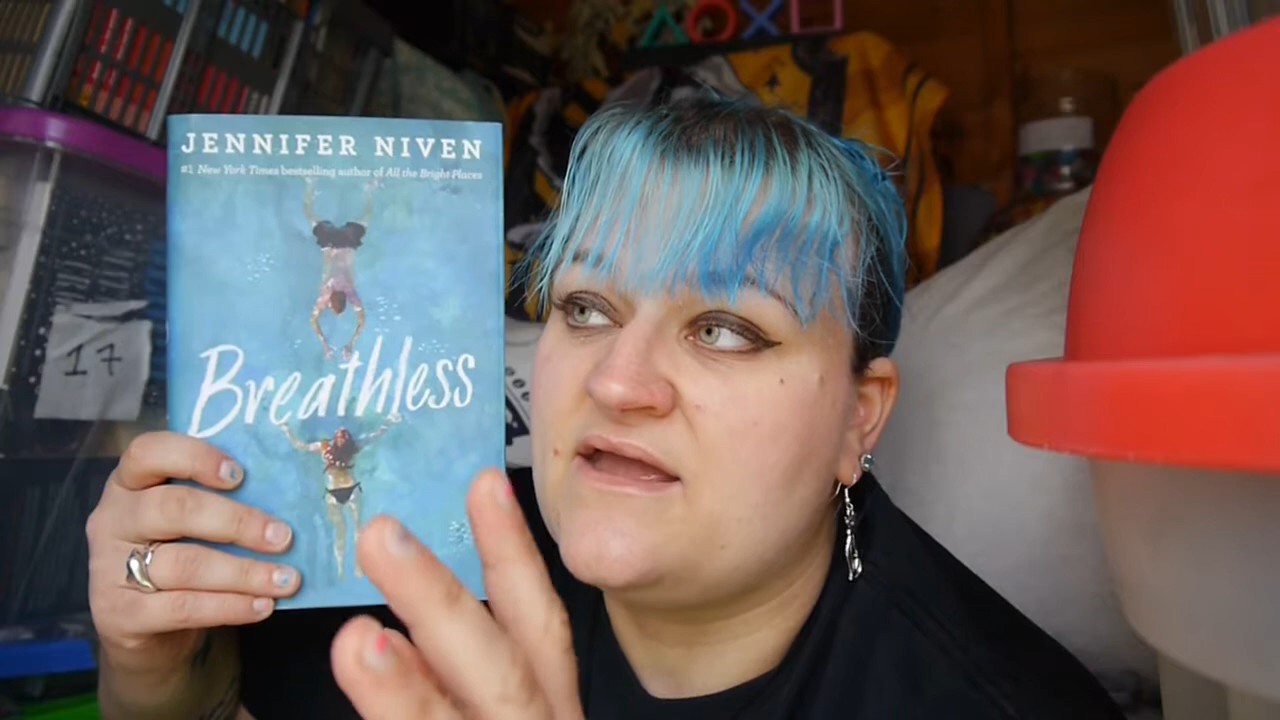 JENNIFER NIVEN
#1 New York Times bestselling author of All the Bright Places
Breathless
17